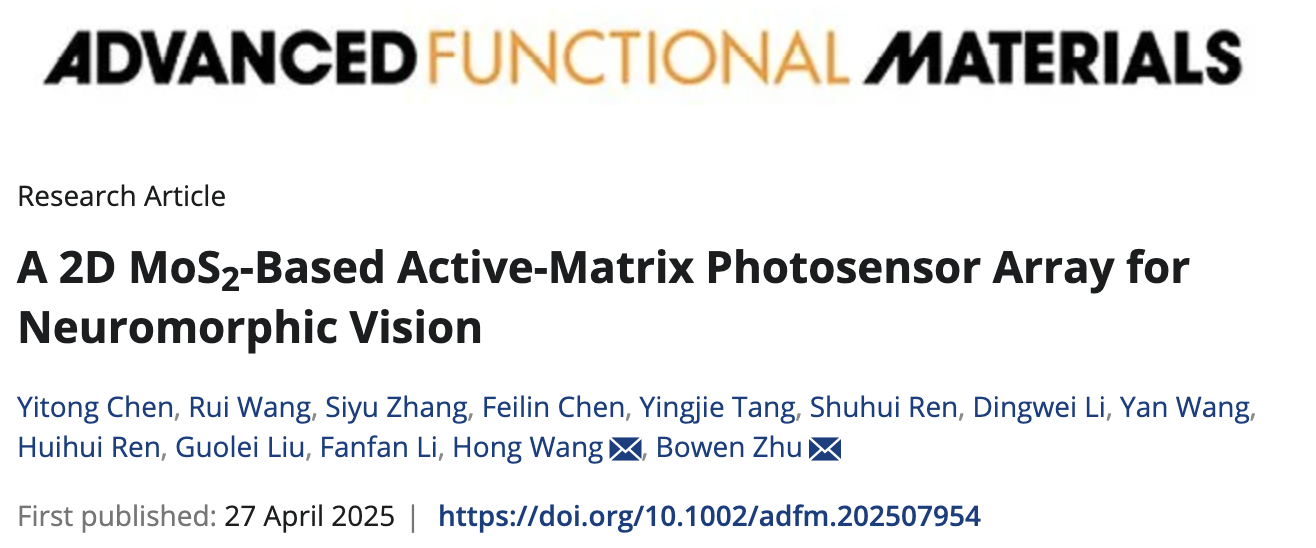 ADVANCED FUNCTIONAL MATERIALS
Research Article
A 2D MoS₂-Based Active-Matrix Photosensor Array for
Neuromorphic Vision
Yitong Chen, Rui Wang, Siyu Zhang, Feilin Chen, Yingjie Tang, Shuhui Ren, Dingwei Li, Yan Wang,
Huihui Ren, Guolei Liu, Fanfan Li, Hong Wang, Bowen Zhu
First published: 27 April 2025 | https://doi.org/10.1002/adfm.202507954